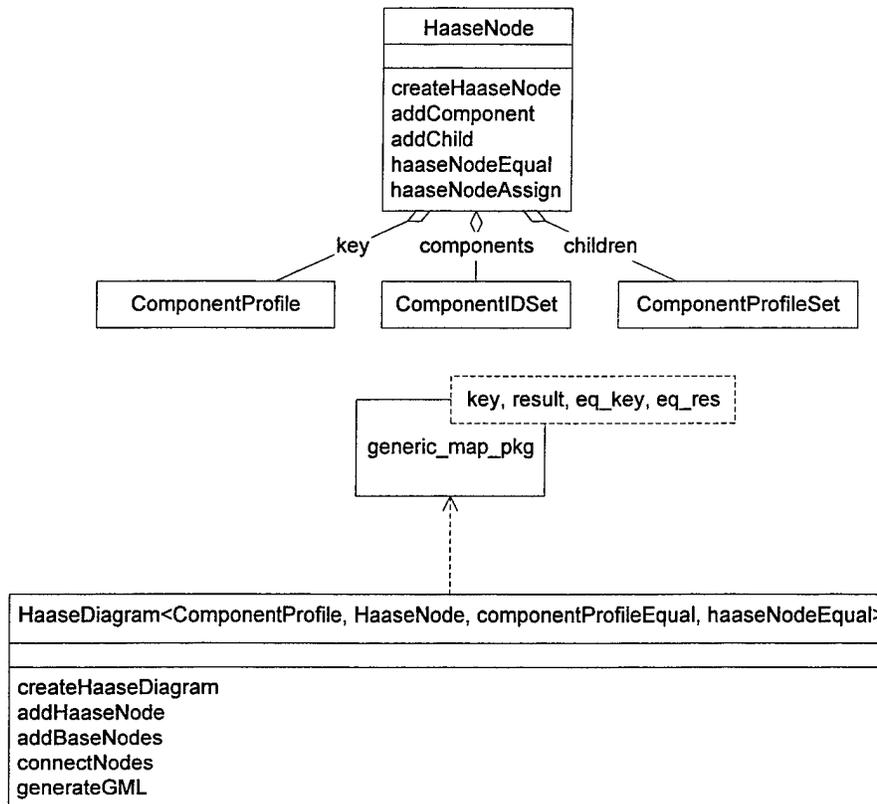 HaaseNode
createHaaseNode
addComponent
addChild
haaseNodeEqual
haaseNodeAssign
key components children
ComponentProfile ComponentIDSet ComponentProfileSet
key, result, eq_key, eq_res
generic_map_pkg
HaaseDiagram<ComponentProfile, HaaseNode, componentProfileEqual, haaseNodeEqual>
createHaaseDiagram
addHaaseNode
addBaseNodes
connectNodes
generateGML